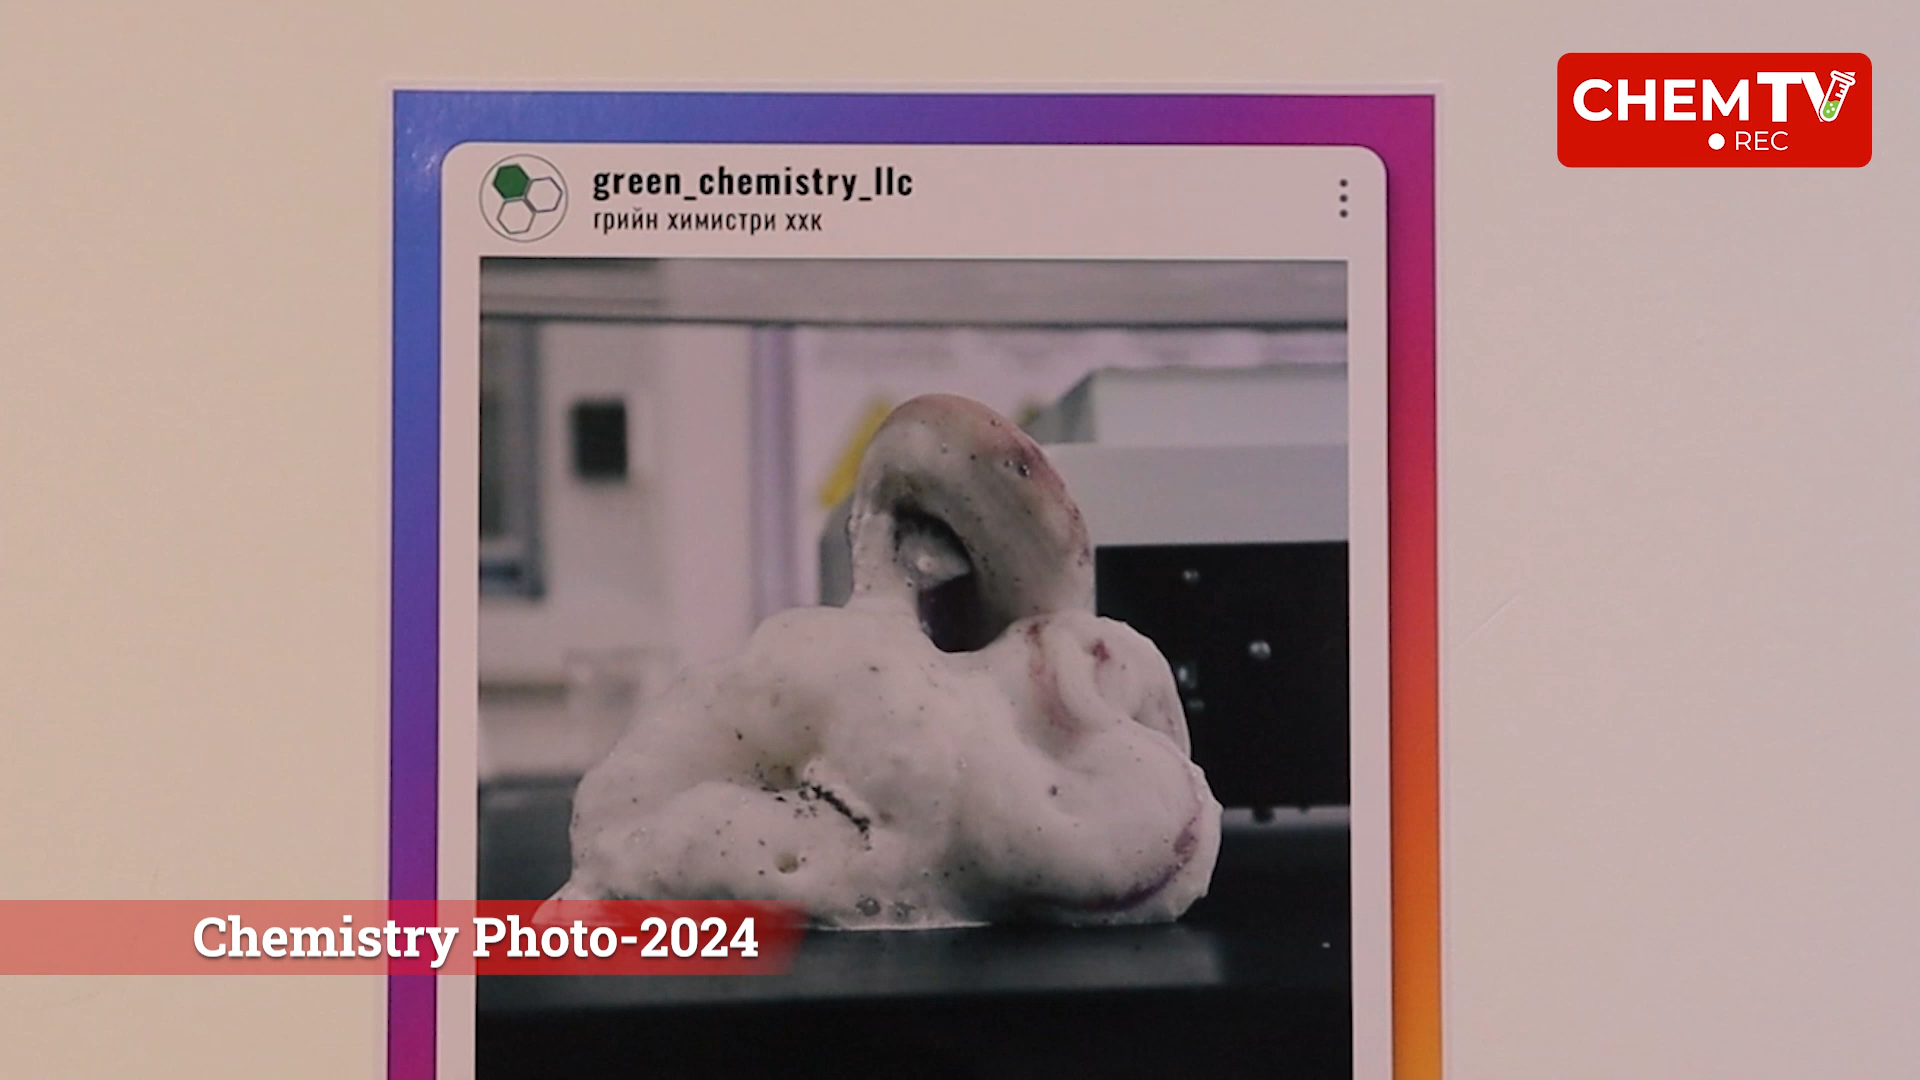 CHEMTV
REC
green_chemistry_llc
грийн химистри ххк
Chemistry Photo-2024